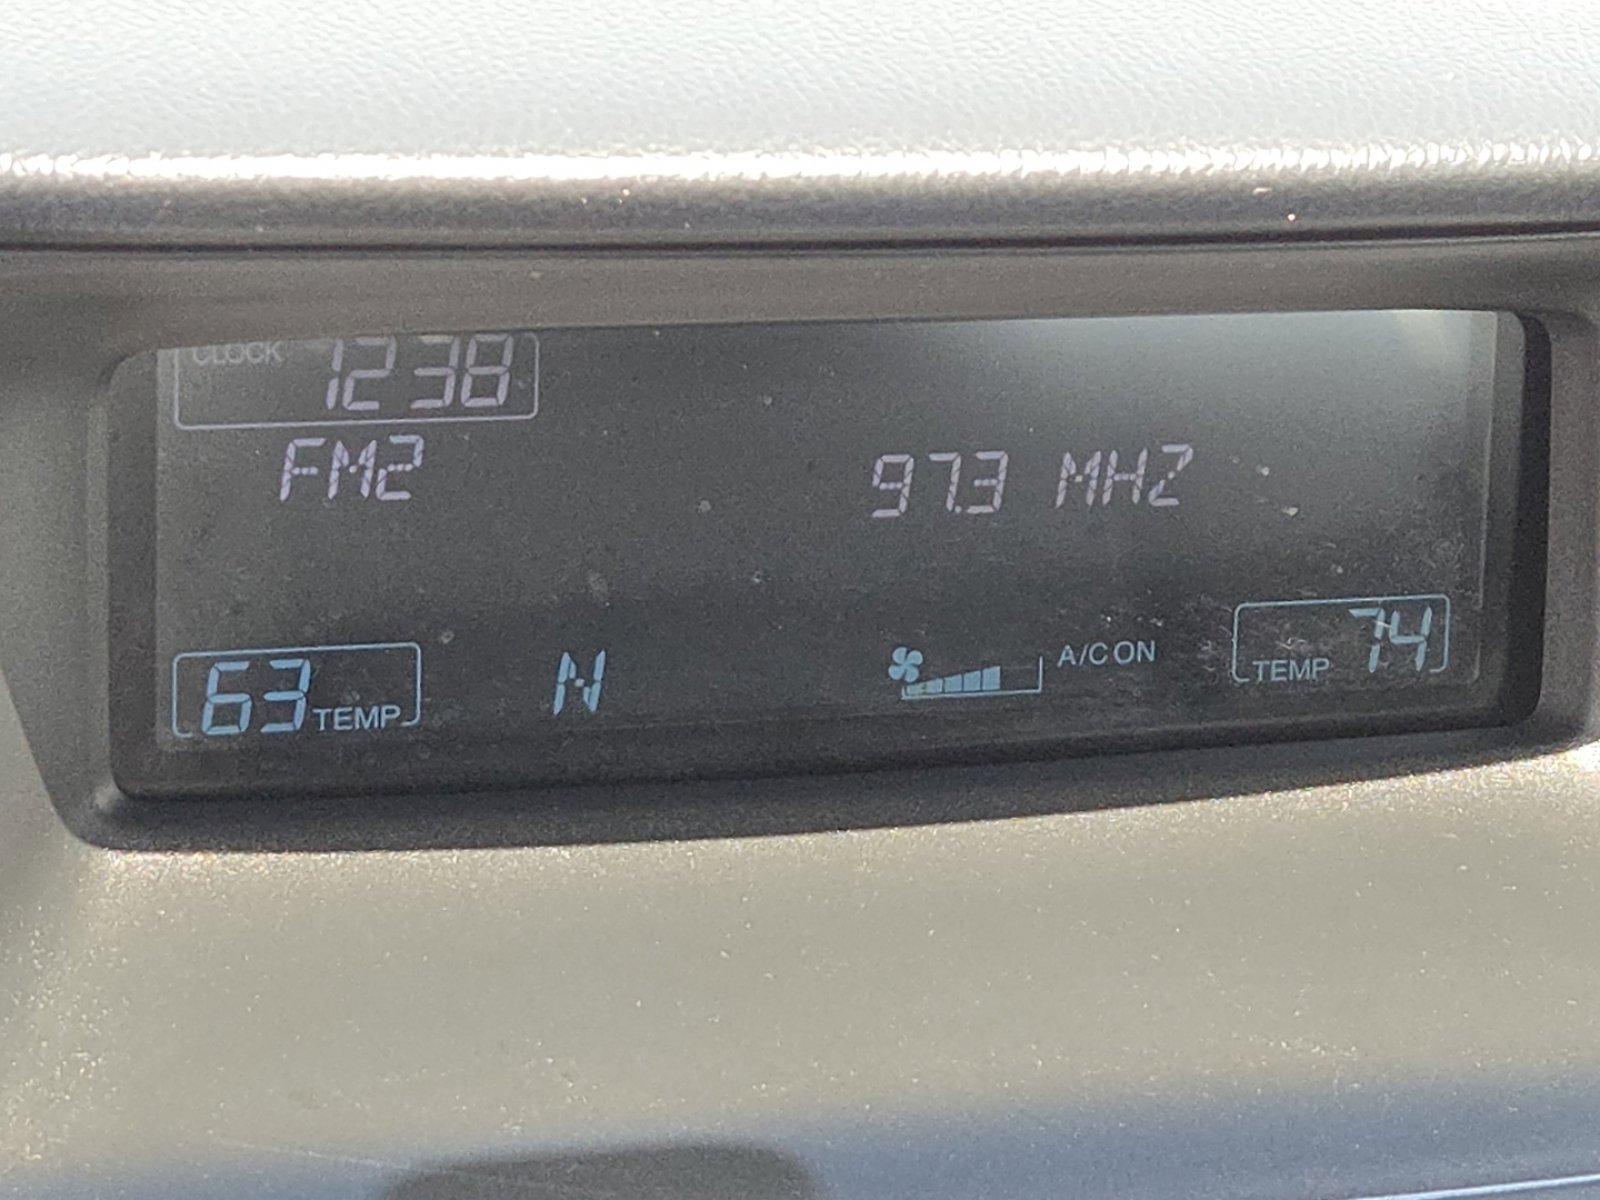 CLOCK 12 38
FM2 97.3 MHZ
63 TEMP N A/C ON TEMP 74